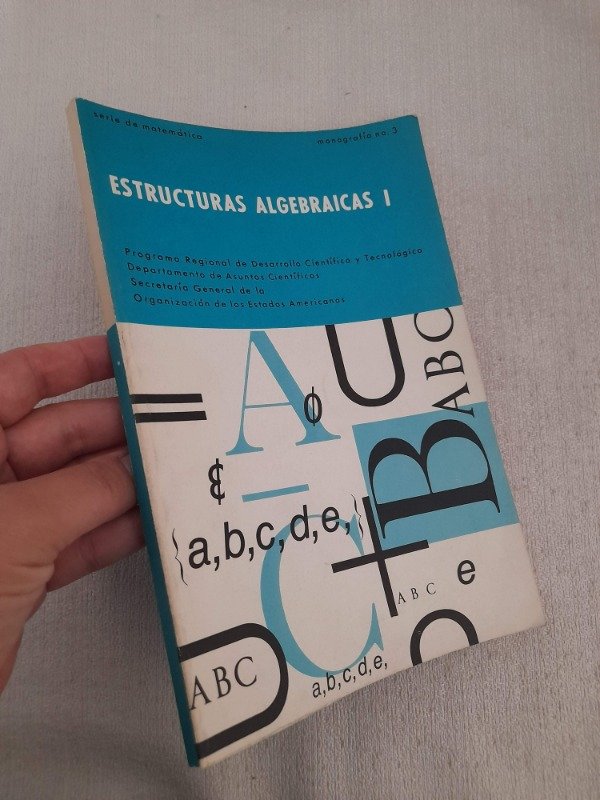 serie de matemática
monografía no. 3
ESTRUCTURAS ALGEBRAICAS I
Programa Regional de Desarrollo Científico y Tecnológico
Departamento de Asuntos Científicos
Secretaría General de la
Organización de los Estados Americanos
ABC
=
A
ϕ
B
{a,b,c,d,e,}
C
A B C
e
ABC
a,b,c,d,e,